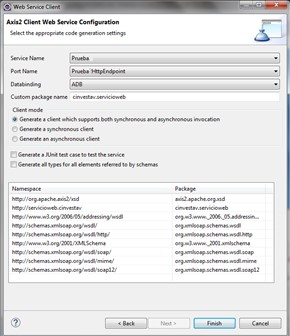 Web Service Client
Axis2 Client Web Service Configuration
Select the appropriate code generation settings
Service Name Prueba
Port Name Prueba 'HttpEndpoint
Databinding ADB
Custom package name cinvestav.servicioweb
Client mode
Generate a client which supports both synchronous and asynchronous invocation
Generate a synchronous client
Generate an asynchronous client
Generate a JUnit test case to test the service
Generate all types for all elements referred to by schemas
Namespace Package
http://org.apache.axis2/xsd axis2.apache.org.xsd
http://servicioweb.cinvestav cinvestav.servicioweb
http://www.w3.org/2006/05/addressing/wsdl org.w3.www._2006._05.addressin...
http://schemas.xmlsoap.org/wsdl/ org.xmlsoap.schemas.wsdl
http://schemas.xmlsoap.org/wsdl/http/ org.xmlsoap.schemas.wsdl.http
http://www.w3.org/2001/XMLSchema org.w3.www._2001.xmlschema
http://schemas.xmlsoap.org/wsdl/soap/ org.xmlsoap.schemas.wsdl.soap
http://schemas.xmlsoap.org/wsdl/mime/ org.xmlsoap.schemas.wsdl.mime
http://schemas.xmlsoap.org/wsdl/soap12/ org.xmlsoap.schemas.wsdl.soap12
< Back Next > Finish Cancel